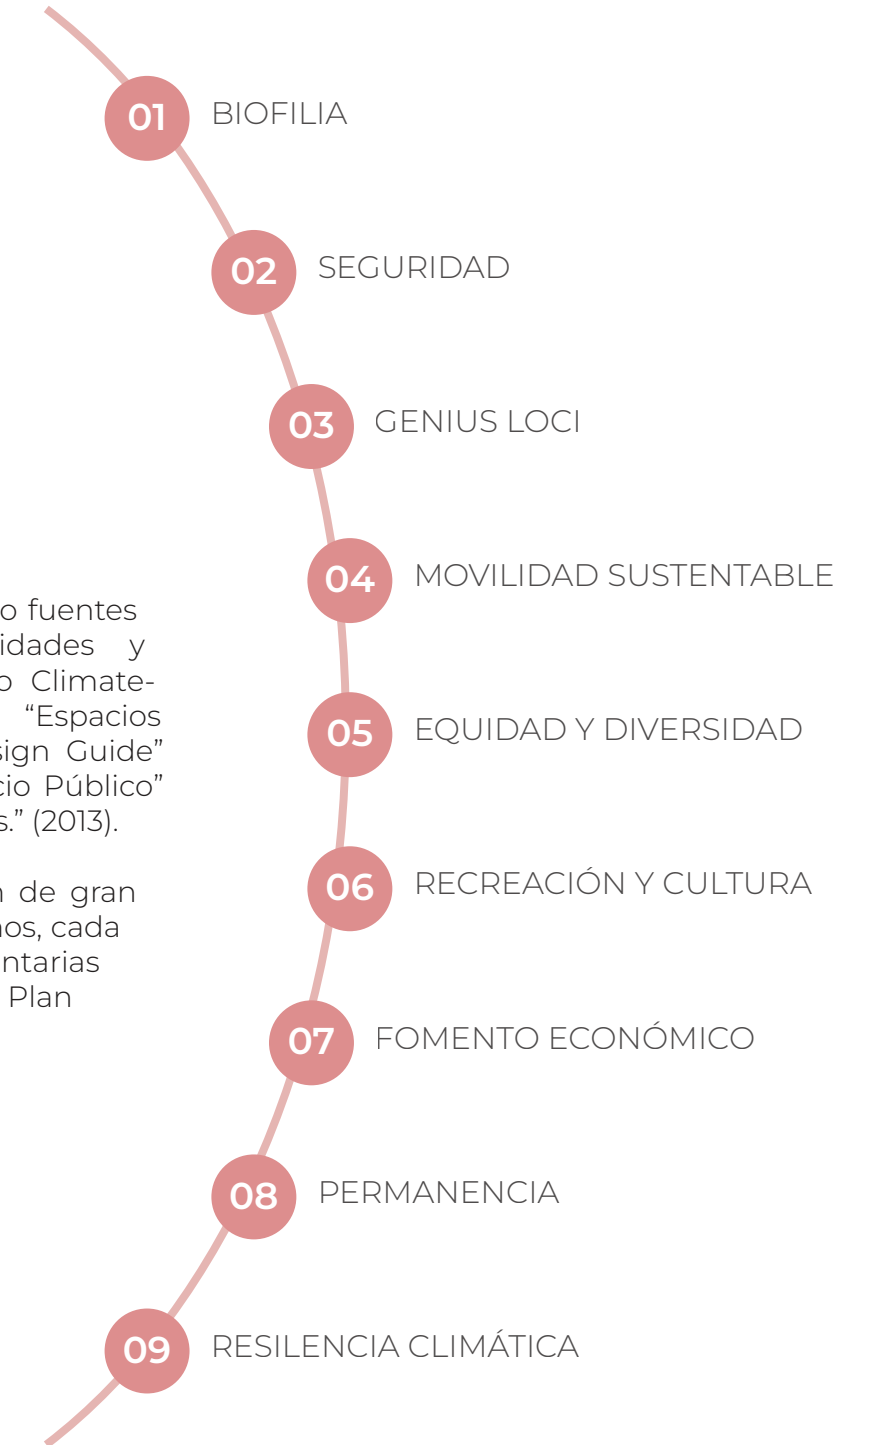 01 BIOFILIA
02 SEGURIDAD
03 GENIUS LOCI
04 MOVILIDAD SUSTENTABLE
05 EQUIDAD Y DIVERSIDAD
06 RECREACIÓN Y CULTURA
07 FOMENTO ECONÓMICO
08 PERMANENCIA
09 RESILENCIA CLIMÁTICA
o fuentes
idades y
o Climate-
“Espacios
sign Guide”
cio Público”
s.” (2013).
n de gran
nos, cada
ntarias
Plan